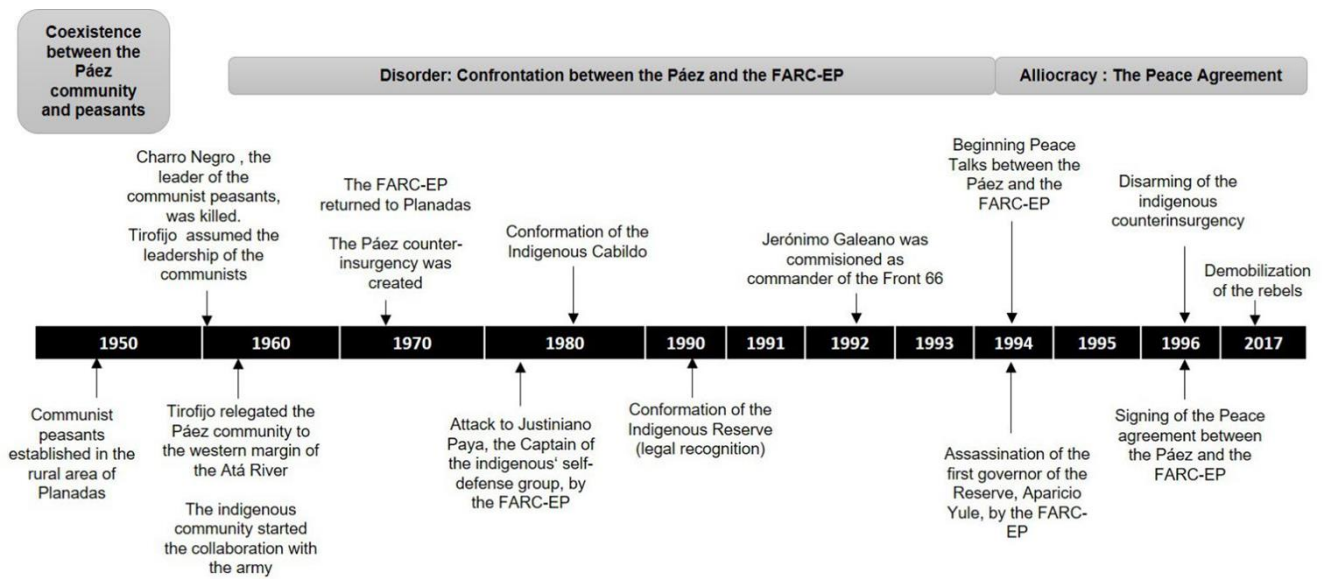 Coexistence
between the
Páez
community
and peasants
Disorder: Confrontation between the Páez and the FARC-EP
Alliocracy : The Peace Agreement
Charro Negro , the
leader of the
communist peasants,
was killed.
Tirofijo assumed the
leadership of the
communists
The FARC-EP
returned to Planadas
The Páez counter-
insurgency was
created
Conformation of the
Indigenous Cabildo
Jerónimo Galeano was
commisioned as
commander of the Front 66
Beginning Peace
Talks between the
Páez and the
FARC-EP
Disarming of the
indigenous
counterinsurgency
Demobilization
of the rebels
1950 1960 1970 1980 1990 1991 1992 1993 1994 1995 1996 2017
Communist
peasants
established in the
rural area of
Planadas
Tirofijo relegated the
Páez community to
the western margin of
the Atá River
The indigenous
community started
the collaboration with
the army
Attack to Justiniano
Paya, the Captain of
the indigenous‘ self-
defense group, by
the FARC-EP
Conformation of the
Indigenous Reserve
(legal recognition)
Assassination of the
first governor of the
Reserve, Aparicio
Yule, by the FARC-
EP
Signing of the Peace
agreement between
the Páez and the
FARC-EP